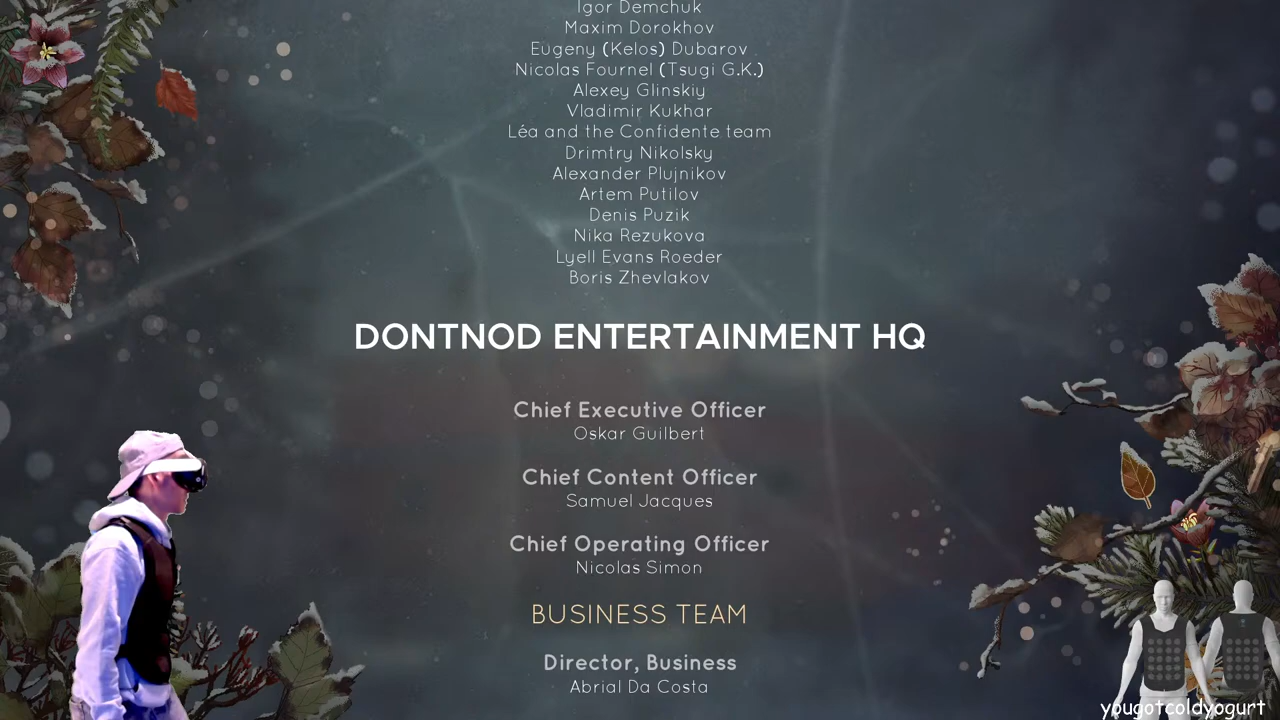 Igor Demchuk
Maxim Dorokhov
Eugeny (Kelos) Dubarov
Nicolas Fournel (Tsugi G.K.)
Alexey Glinskiy
Vladimir Kukhar
Léa and the Confidente team
Drimtry Nikolsky
Alexander Plujnikov
Artem Putilov
Denis Puzik
Nika Rezukova
Lyell Evans Roeder
Boris Zhevlakov
DONTNOD ENTERTAINMENT HQ
Chief Executive Officer
Oskar Guilbert
Chief Content Officer
Samuel Jacques
Chief Operating Officer
Nicolas Simon
BUSINESS TEAM
Director, Business
Abrial Da Costa
yougotcoldyogurt